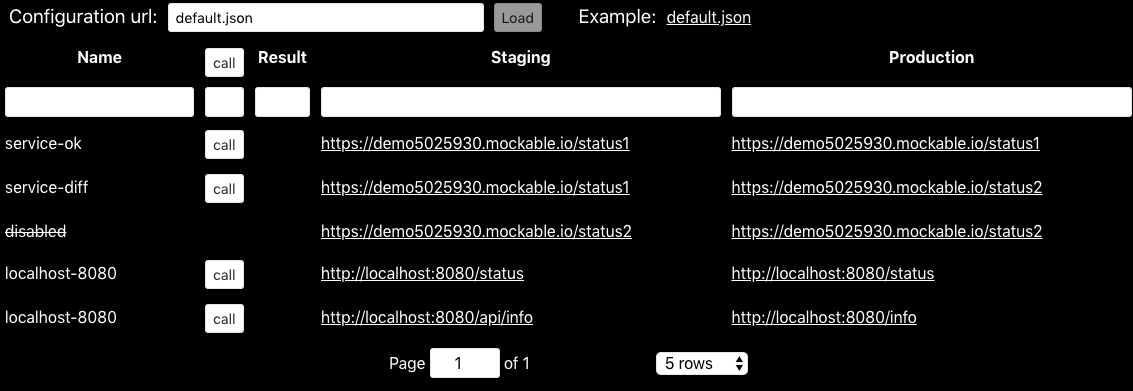 Configuration url: default.json Load Example: default.json
Name call Result Staging Production
service-ok call https://demo5025930.mockable.io/status1 https://demo5025930.mockable.io/status1
service-diff call https://demo5025930.mockable.io/status1 https://demo5025930.mockable.io/status2
disabled https://demo5025930.mockable.io/status2 https://demo5025930.mockable.io/status2
localhost-8080 call http://localhost:8080/status http://localhost:8080/status
localhost-8080 call http://localhost:8080/api/info http://localhost:8080/info
Page 1 of 1 5 rows